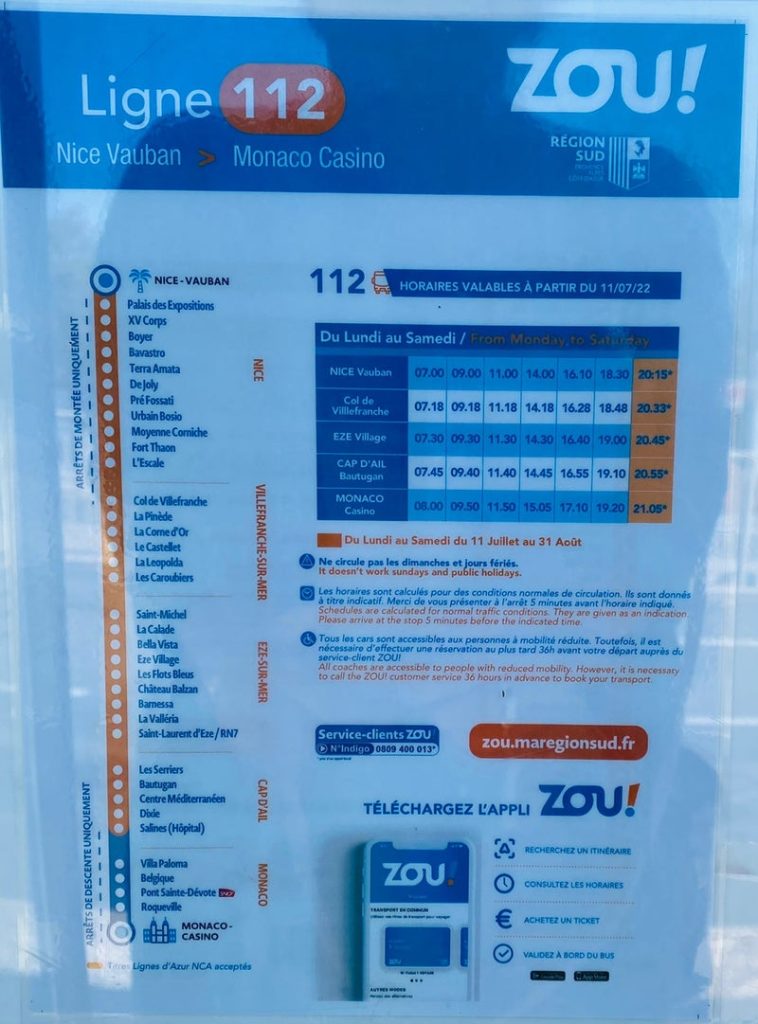 Ligne 112
ZOU!
Nice Vauban > Monaco Casino
RÉGION
SUD
PROVENCE
ALPES
CÔTE D'AZUR
NICE - VAUBAN
Palais des Expositions
XV Corps
Boyer
Bavastro
Terra Amata
De Joly
Pré Fossati
Urbain Bosio
Moyenne Corniche
Fort Thaon
L'Escale
NICE
ARRÊTS DE MONTÉE UNIQUEMENT
Col de Villefranche
La Pinède
La Corne d'Or
Le Castellet
La Leopolda
Les Caroubiers
VILLEFRANCHE-SUR-MER
Saint-Michel
La Calade
Bella Vista
Eze Village
Les Flots Bleus
Château Balzan
Barnessa
La Valléria
Saint-Laurent d'Eze / RN7
EZE-SUR-MER
Les Serriers
Bautugan
Centre Méditerranéen
Dixie
Salines (Hôpital)
CAP D'AIL
Villa Paloma
Belgique
Pont Sainte-Dévote SNCF
Roqueville
MONACO
ARRÊTS DE DESCENTE UNIQUEMENT
MONACO-
CASINO
Titres Lignes d'Azur NCA acceptés
112 HORAIRES VALABLES À PARTIR DU 11/07/22
Du Lundi au Samedi / From Monday to Saturday
NICE Vauban 07.00 09.00 11.00 14.00 16.10 18.30 20:15*
Col de
Villlefranche 07.18 09.18 11.18 14.18 16.28 18.48 20.33*
EZE Village 07.30 09.30 11.30 14.30 16.40 19.00 20.45*
CAP D'AIL
Bautugan 07.45 09.40 11.40 14.45 16.55 19.10 20.55*
MONACO
Casino 08.00 09.50 11.50 15.05 17.10 19.20 21.05*
Du Lundi au Samedi du 11 Juillet au 31 Août
Ne circule pas les dimanches et jours fériés.
It doesn't work sundays and public holidays.
Les horaires sont calculés pour des conditions normales de circulation. Ils sont donnés
à titre indicatif. Merci de vous présenter à l'arrêt 5 minutes avant l'horaire indiqué.
Schedules are calculated for normal traffic conditions. They are given as an indication.
Please arrive at the stop 5 minutes before the indicated time.
Tous les cars sont accessibles aux personnes à mobilité réduite. Toutefois, il est
nécessaire d'effectuer une réservation au plus tard 36h avant votre départ auprès du
service-client ZOU!
All coaches are accessible to people with reduced mobility. However, it is necessary
to call the ZOU! customer service 36 hours in advance to book your transport.
Service-clients ZOU
N°Indigo 0809 400 013*
zou.maregionsud.fr
TÉLÉCHARGEZ L'APPLI ZOU!
ZOU!
TRANSPORT EN COMMUN
AUTRES MODES
RECHERCHEZ UN ITINÉRAIRE
CONSULTEZ LES HORAIRES
ACHETEZ UN TICKET
VALIDEZ À BORD DU BUS
Google Play
App Store